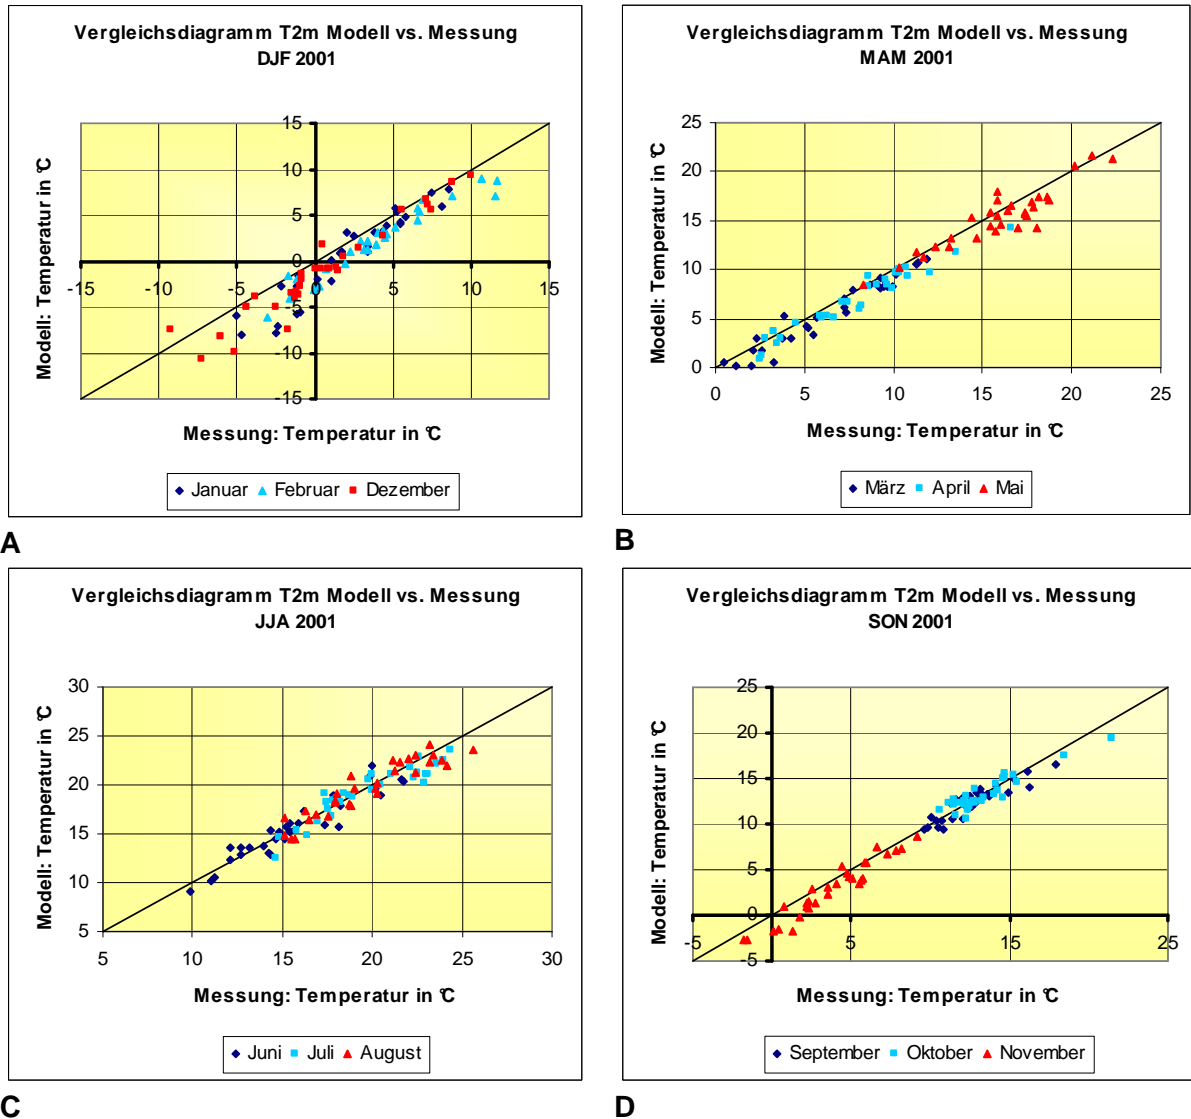 Vergleichsdiagramm T2m Modell vs. Messung
DJF 2001
15
10
5
0
-15 -10 -5 0 5 10 15
-5
-10
-15
Modell: Temperatur in °C
Messung: Temperatur in °C
Januar Februar Dezember
A
Vergleichsdiagramm T2m Modell vs. Messung
MAM 2001
25
20
15
10
5
0
0 5 10 15 20 25
Modell: Temperatur in °C
Messung: Temperatur in °C
März April Mai
B
Vergleichsdiagramm T2m Modell vs. Messung
JJA 2001
30
25
20
15
10
5
5 10 15 20 25 30
Modell: Temperatur in °C
Messung: Temperatur in °C
Juni Juli August
C
Vergleichsdiagramm T2m Modell vs. Messung
SON 2001
25
20
15
10
5
0
-5 5 15 25
-5
Modell: Temperatur in °C
Messung: Temperatur in °C
September Oktober November
D